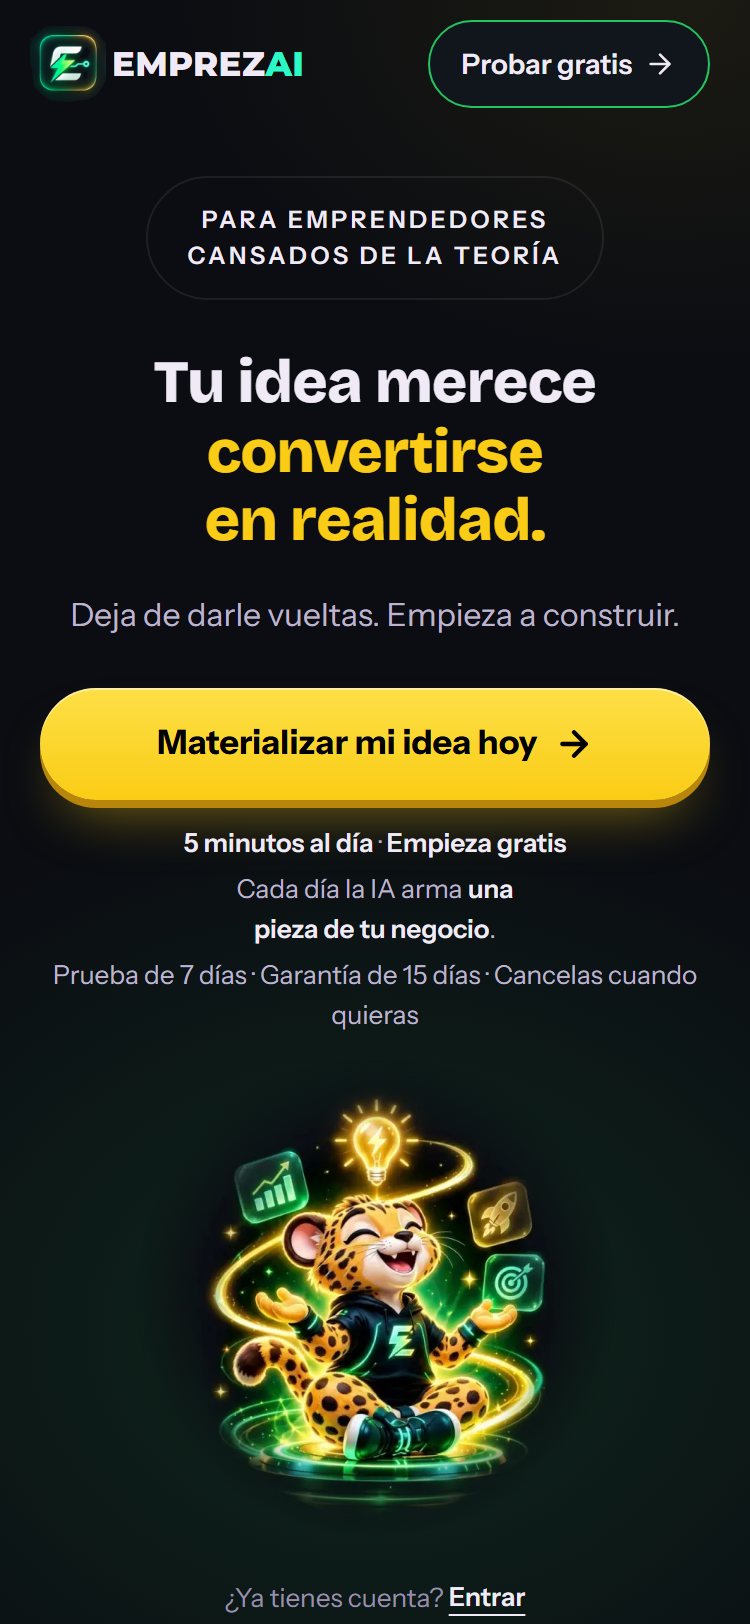 EMPREZAI
Probar gratis →
PARA EMPRENDEDORES
CANSADOS DE LA TEORÍA
Tu idea merece
convertirse
en realidad.
Deja de darle vueltas. Empieza a construir.
Materializar mi idea hoy →
5 minutos al día · Empieza gratis
Cada día la IA arma una
pieza de tu negocio.
Prueba de 7 días · Garantía de 15 días · Cancelas cuando
quieras
¿Ya tienes cuenta? Entrar